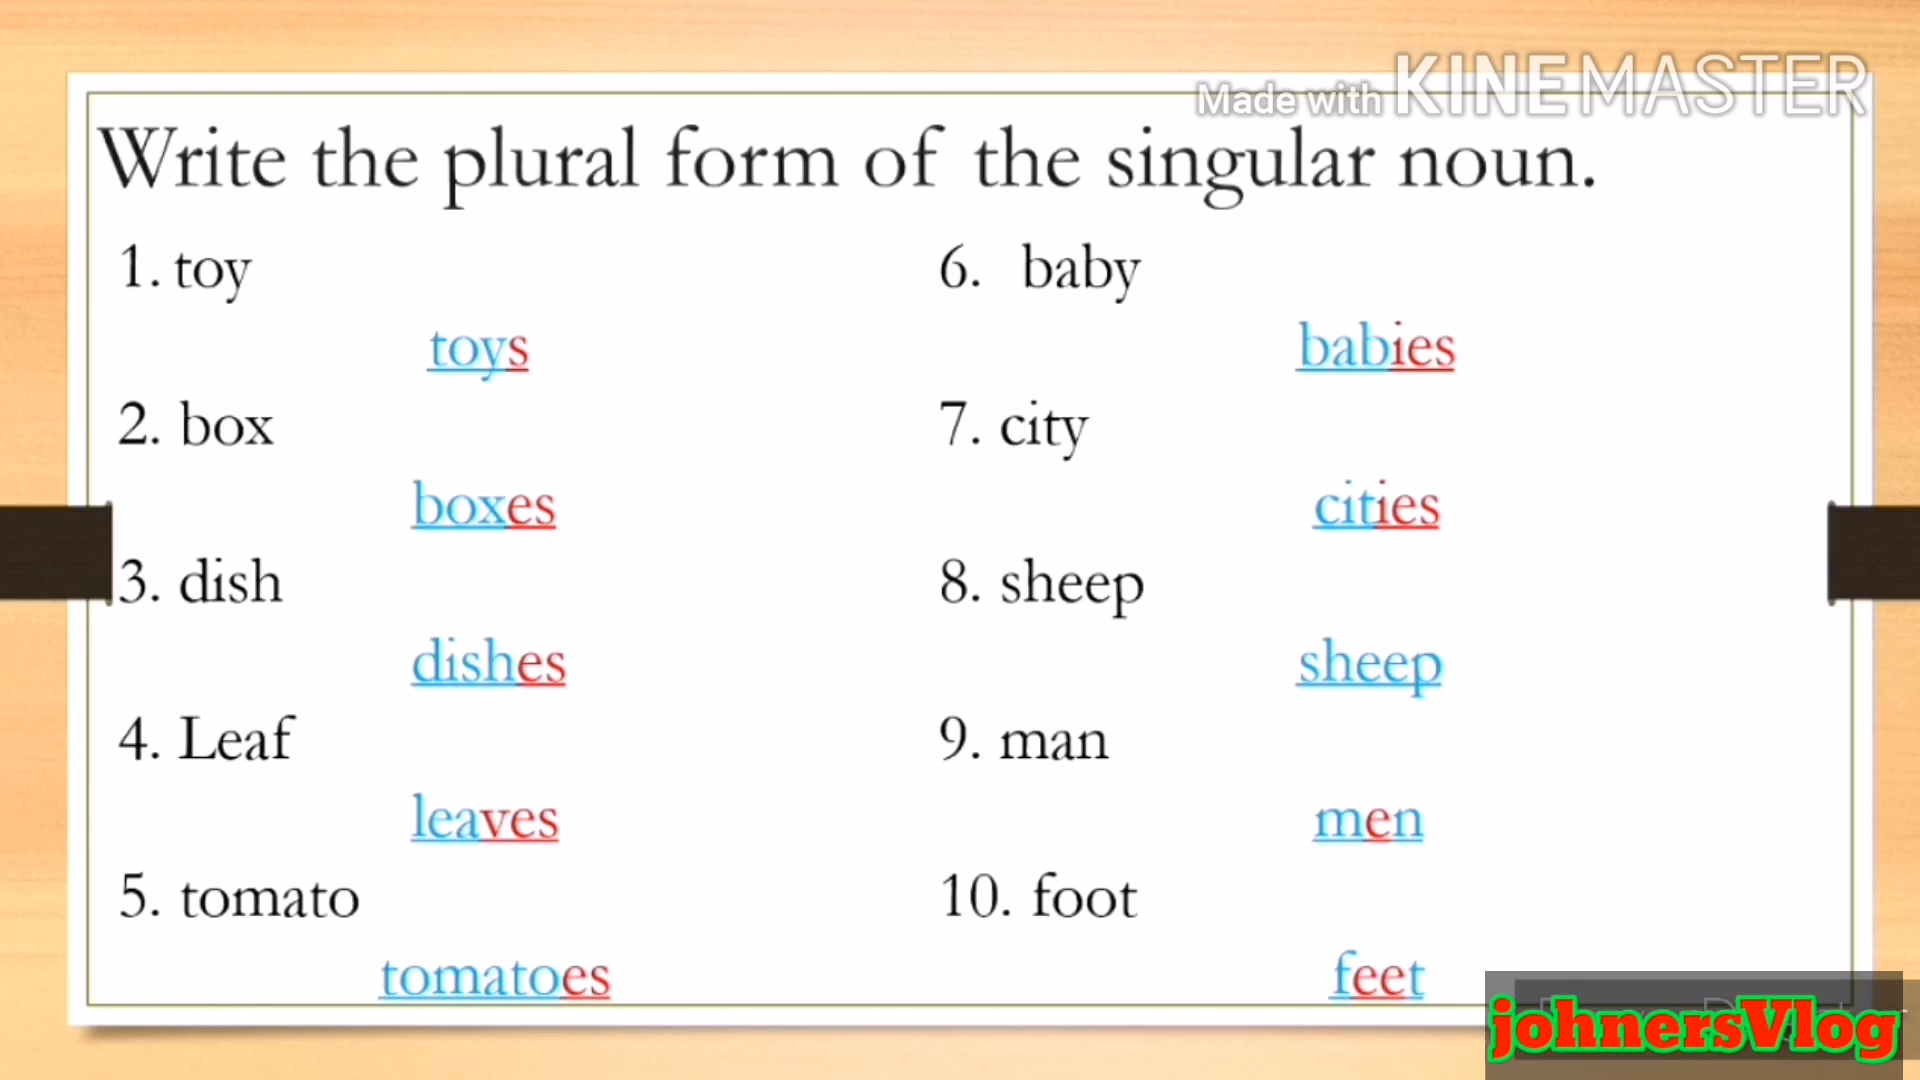 Made with KINEMASTER
Write the plural form of the singular noun.
1. toy
toys
2. box
boxes
3. dish
dishes
4. Leaf
leaves
5. tomato
tomatoes
6. baby
babies
7. city
cities
8. sheep
sheep
9. man
men
10. foot
feet
johnersVlog